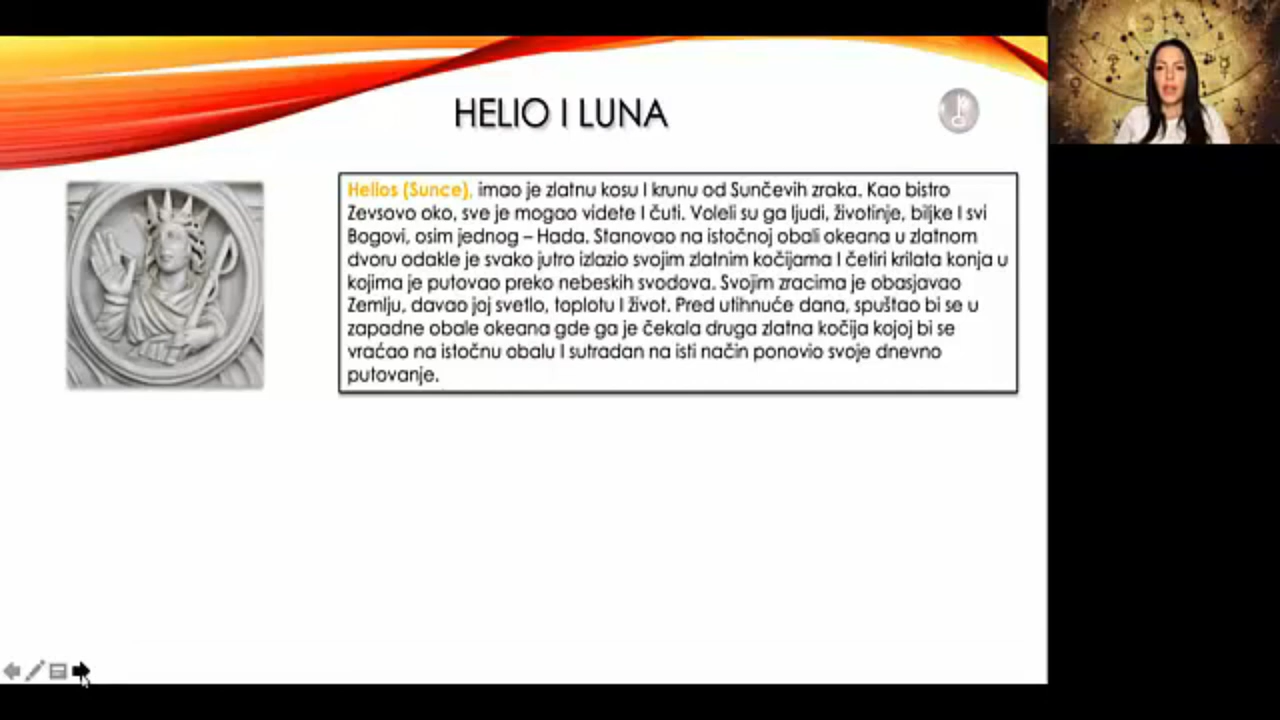 HELIO I LUNA
Helios (Sunce), imao je zlatnu kosu I krunu od Sunčevih zraka. Kao bistro
Zevsovo oko, sve je mogao videte I čuti. Voleli su ga ljudi, životinje, biljke I svi
Bogovi, osim jednog – Hada. Stanovao na istočnoj obali okeana u zlatnom
dvoru odakle je svako jutro izlazio svojim zlatnim kočijama I četiri krilata konja u
kojima je putovao preko nebeskih svodova. Svojim zracima je obasjavao
Zemlju, davao joj svetlo, toplotu I život. Pred utihnuće dana, spuštao bi se u
zapadne obale okeana gde ga je čekala druga zlatna kočija kojoj bi se
vraćao na istočnu obalu I sutradan na isti način ponovio svoje dnevno
putovanje.